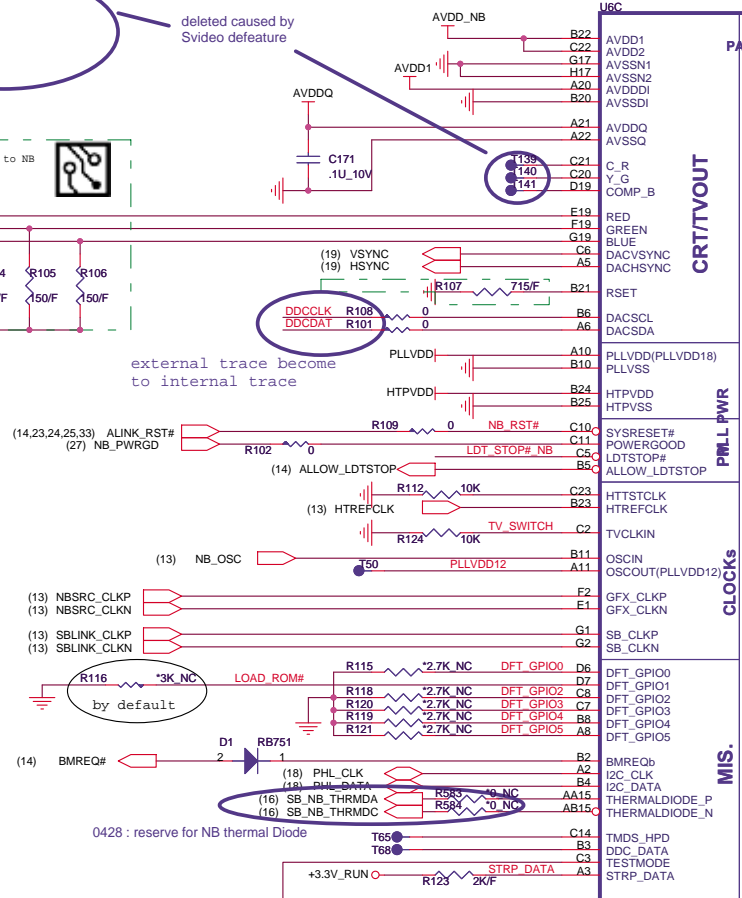 U6C
deleted caused by
Svideo defeature
AVDD_NB
B22 AVDD1
C22 AVDD2
G17 AVSSN1
H17 AVSSN2
AVDD1
A20 AVDDDI
B20 AVSSDI
PA
AVDDQ
A21 AVDDQ
A22 AVSSQ
to NB
C171
.1U_10V
T139 C21 C_R
T140 C20 Y_G
T141 D19 COMP_B
CRT/TVOUT
E19 RED
F19 GREEN
G19 BLUE
(19) VSYNC C6 DACVSYNC
(19) HSYNC A5 DACHSYNC
4 R105 R106
/F 150/F 150/F
R107 715/F B21 RSET
DDCCLK R108 0 B6 DACSCL
DDCDAT R101 0 A6 DACSDA
external trace become
to internal trace
PLLVDD A10 PLLVDD(PLLVDD18)
B10 PLLVSS
HTPVDD B24 HTPVDD
B25 HTPVSS
PLL PWR
(14,23,24,25,33) ALINK_RST# R109 0 NB_RST# C10 SYSRESET#
(27) NB_PWRGD R102 0 C11 POWERGOOD
LDT_STOP#_NB C5 LDTSTOP#
(14) ALLOW_LDTSTOP B5 ALLOW_LDTSTOP
PM
R112 10K C23 HTTSTCLK
(13) HTREFCLK B23 HTREFCLK
R124 10K TV_SWITCH C2 TVCLKIN
(13) NB_OSC B11 OSCIN
T50 PLLVDD12 A11 OSCOUT(PLLVDD12)
CLOCKs
(13) NBSRC_CLKP F2 GFX_CLKP
(13) NBSRC_CLKN E1 GFX_CLKN
(13) SBLINK_CLKP G1 SB_CLKP
(13) SBLINK_CLKN G2 SB_CLKN
R115 *2.7K_NC DFT_GPIO0 D6 DFT_GPIO0
R116 *3K_NC LOAD_ROM# D7 DFT_GPIO1
by default
R118 *2.7K_NC DFT_GPIO2 C8 DFT_GPIO2
R120 *2.7K_NC DFT_GPIO3 C7 DFT_GPIO3
R119 *2.7K_NC DFT_GPIO4 B8 DFT_GPIO4
R121 *2.7K_NC DFT_GPIO5 A8 DFT_GPIO5
MIS.
(14) BMREQ# 2 D1 RB751 1 B2 BMREQb
(18) PHL_CLK A2 I2C_CLK
(18) PHL_DATA B4 I2C_DATA
(16) SB_NB_THRMDA R583 *0_NC AA15 THERMALDIODE_P
(16) SB_NB_THRMDC R584 *0_NC AB15 THERMALDIODE_N
0428 : reserve for NB thermal Diode
T65 C14 TMDS_HPD
T68 B3 DDC_DATA
C3 TESTMODE
+3.3V_RUN R123 2K/F STRP_DATA A3 STRP_DATA